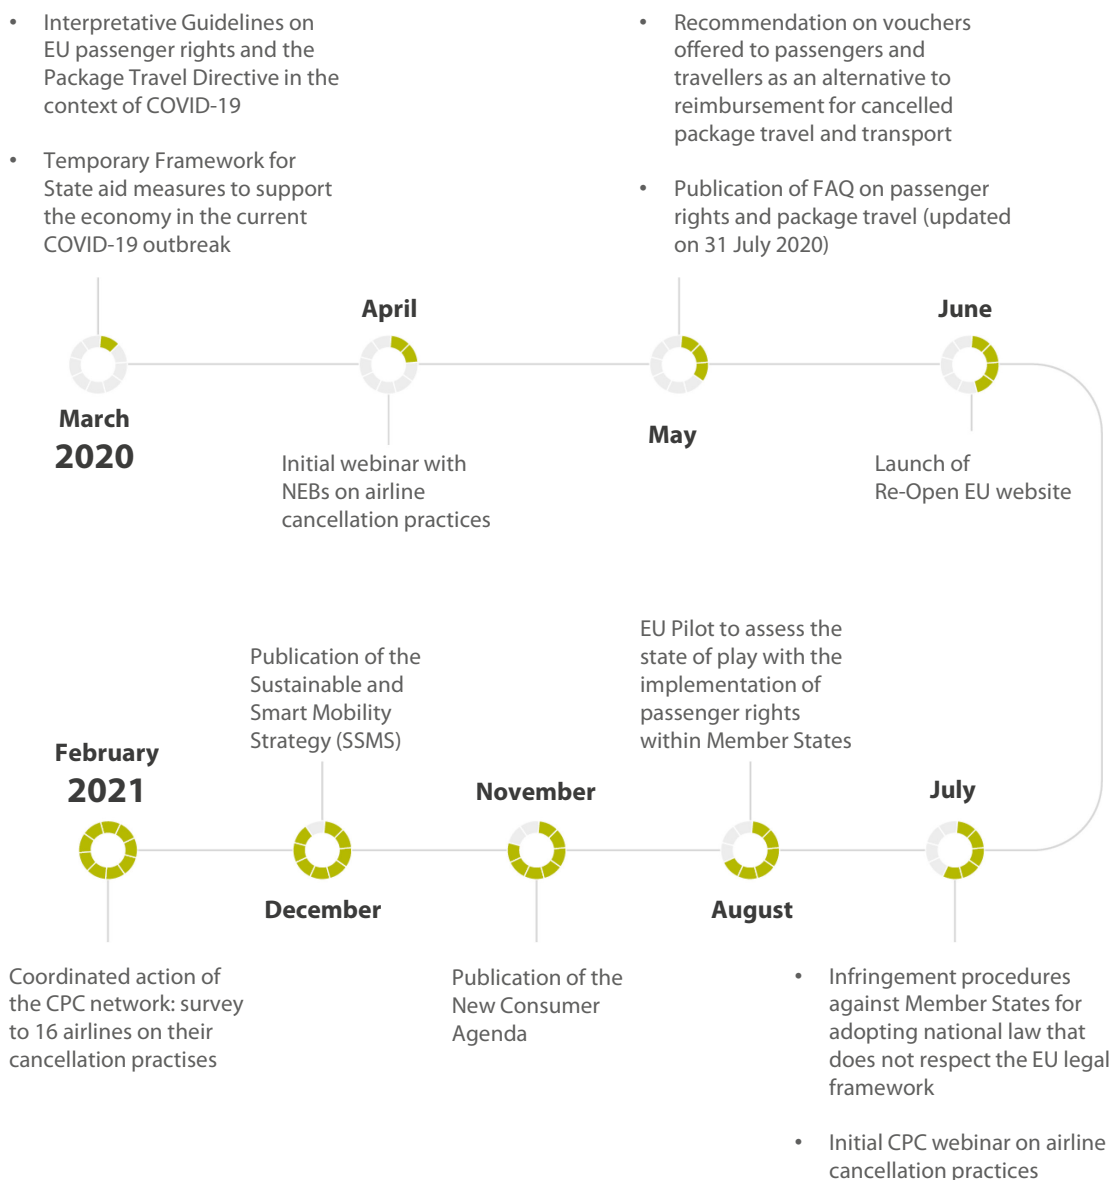 • Interpretative Guidelines on
EU passenger rights and the
Package Travel Directive in the
context of COVID-19
• Temporary Framework for
State aid measures to support
the economy in the current
COVID-19 outbreak
March
2020
April
Initial webinar with
NEBs on airline
cancellation practices
• Recommendation on vouchers
offered to passengers and
travellers as an alternative to
reimbursement for cancelled
package travel and transport
• Publication of FAQ on passenger
rights and package travel (updated
on 31 July 2020)
May
June
Launch of
Re-Open EU website
July
• Infringement procedures
against Member States for
adopting national law that
does not respect the EU legal
framework
• Initial CPC webinar on airline
cancellation practices
EU Pilot to assess the
state of play with the
implementation of
passenger rights
within Member States
August
November
Publication of the
New Consumer
Agenda
Publication of the
Sustainable and
Smart Mobility
Strategy (SSMS)
December
February
2021
Coordinated action of
the CPC network: survey
to 16 airlines on their
cancellation practises